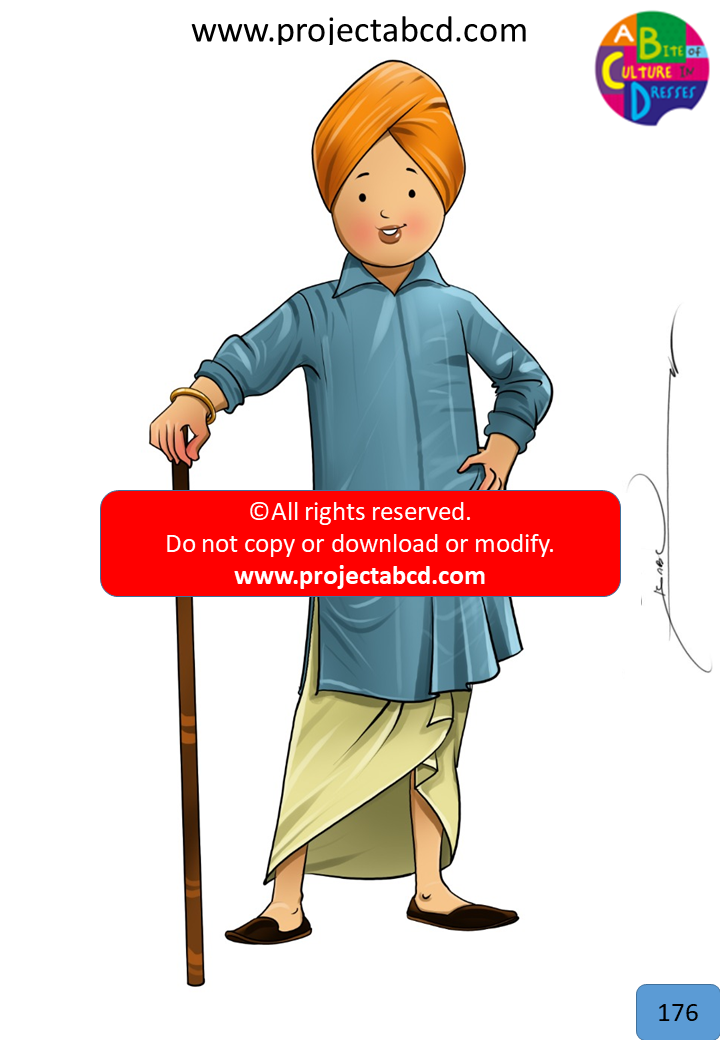 www.projectabcd.com
A BITE OF
CULTURE IN
DRESSES
©All rights reserved.
Do not copy or download or modify.
www.projectabcd.com
176